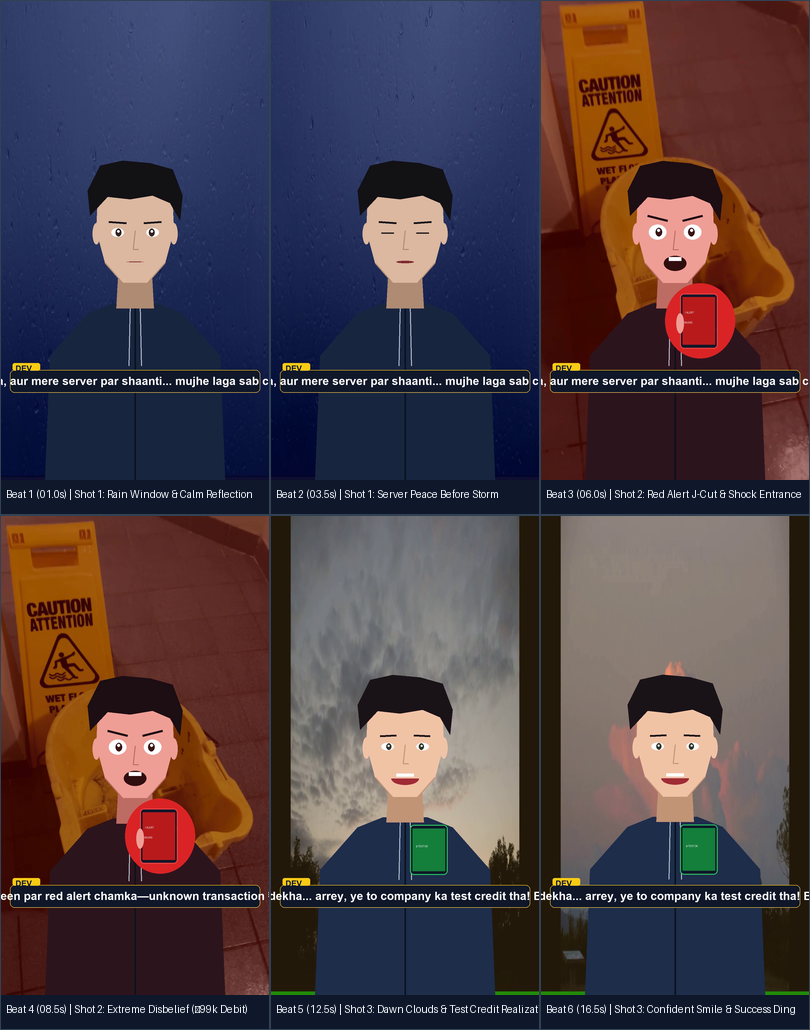 DEV
, aur mere server par shaanti... mujhe laga sab c
Beat 1 (01.0s) | Shot 1: Rain Window & Calm Reflection
DEV
, aur mere server par shaanti... mujhe laga sab c
Beat 2 (03.5s) | Shot 1: Server Peace Before Storm
CAUTION
ATTENTION
WET FL
DEV
, aur mere server par shaanti... mujhe laga sab c
Beat 3 (06.0s) | Shot 2: Red Alert J-Cut & Shock Entrance
CAUTION
ATTENTION
WET FL
DEV
een par red alert chamka—unknown transaction
Beat 4 (08.5s) | Shot 2: Extreme Disbelief (▯99k Debit)
DEV
dekha... arrey, ye to company ka test credit tha! E
Beat 5 (12.5s) | Shot 3: Dawn Clouds & Test Credit Realizat
DEV
dekha... arrey, ye to company ka test credit tha! E
Beat 6 (16.5s) | Shot 3: Confident Smile & Success Ding